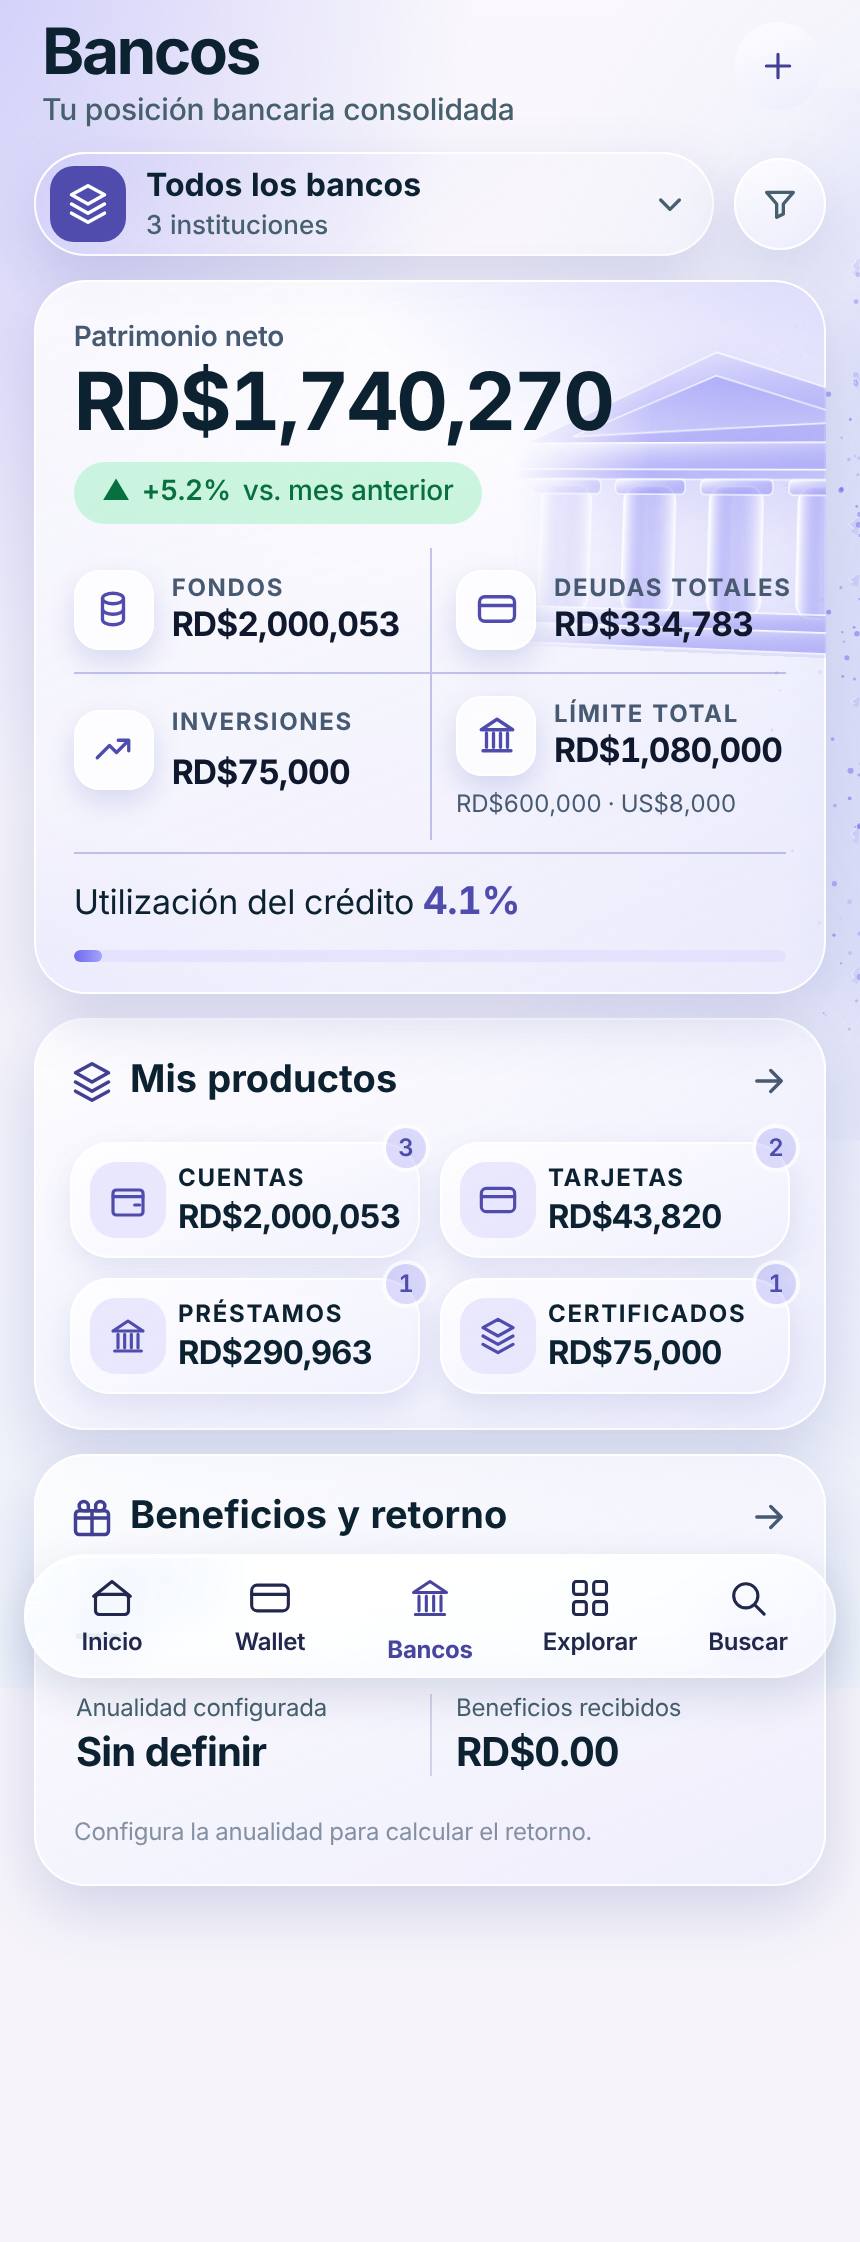 Bancos
Tu posición bancaria consolidada
Todos los bancos
3 instituciones
Patrimonio neto
RD$1,740,270
▲ +5.2% vs. mes anterior
FONDOS
RD$2,000,053
DEUDAS TOTALES
RD$334,783
INVERSIONES
RD$75,000
LÍMITE TOTAL
RD$1,080,000
RD$600,000 · US$8,000
Utilización del crédito 4.1%
Mis productos
3
CUENTAS
RD$2,000,053
2
TARJETAS
RD$43,820
1
PRÉSTAMOS
RD$290,963
1
CERTIFICADOS
RD$75,000
Beneficios y retorno
Inicio
Wallet
Bancos
Explorar
Buscar
Anualidad configurada
Sin definir
Beneficios recibidos
RD$0.00
Configura la anualidad para calcular el retorno.